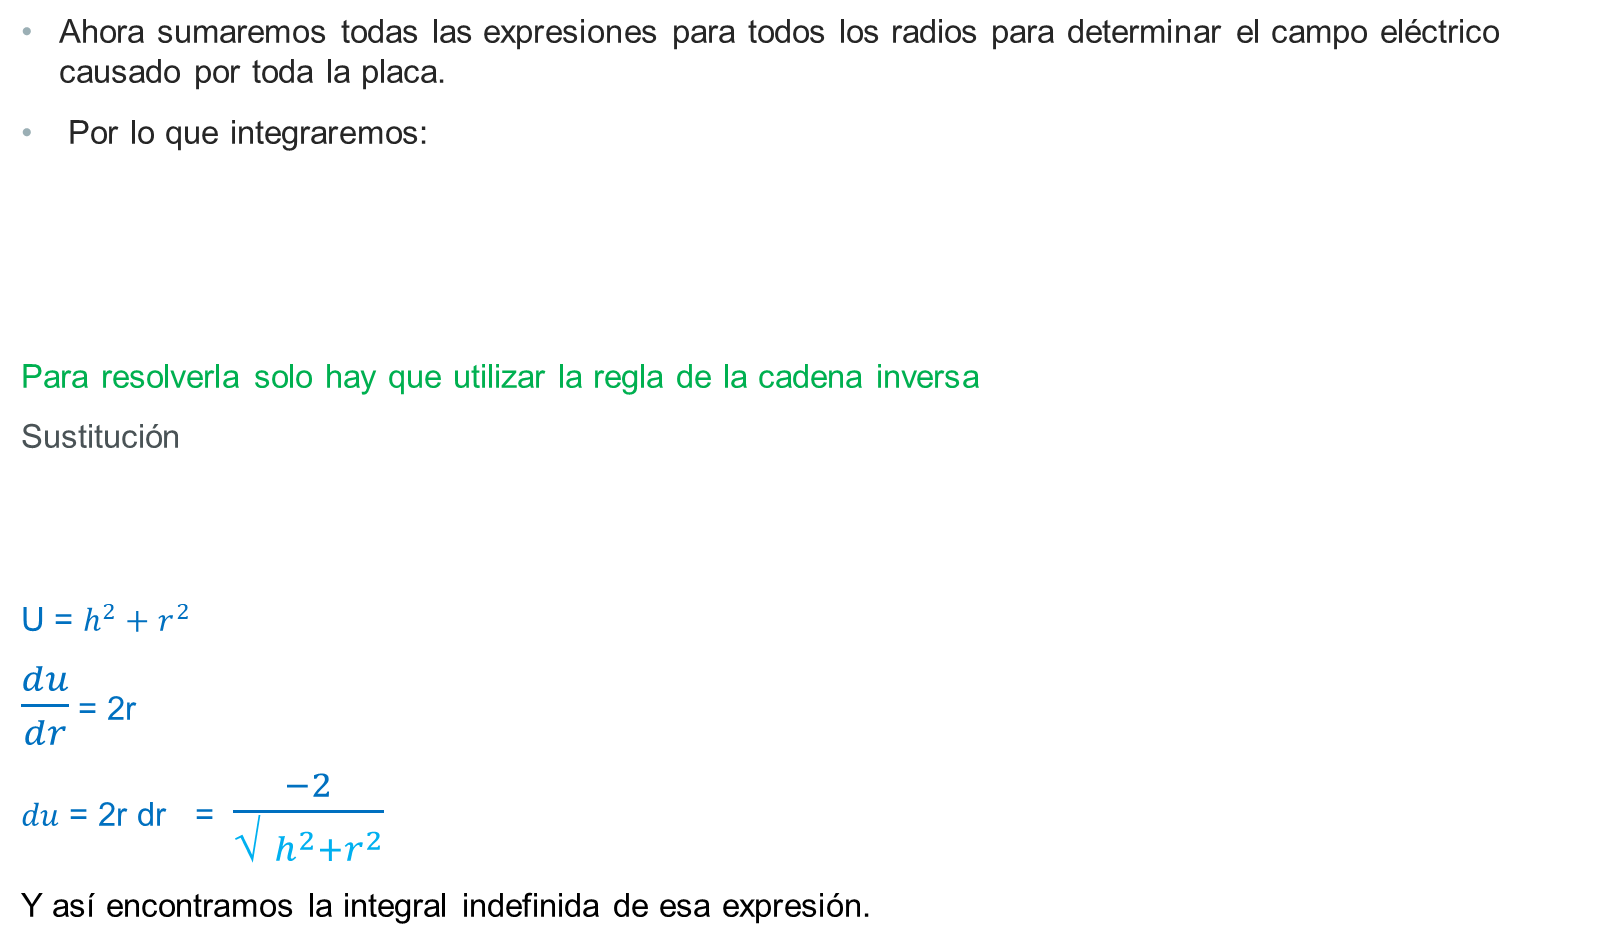 • Ahora sumaremos todas las expresiones para todos los radios para determinar el campo eléctrico
causado por toda la placa.
• Por lo que integraremos:
Para resolverla solo hay que utilizar la regla de la cadena inversa
Sustitución
U = ℎ² + 𝑟²
𝑑𝑢/𝑑𝑟 = 2r
𝑑𝑢 = 2r dr = −2/√ ℎ²+𝑟²
Y así encontramos la integral indefinida de esa expresión.